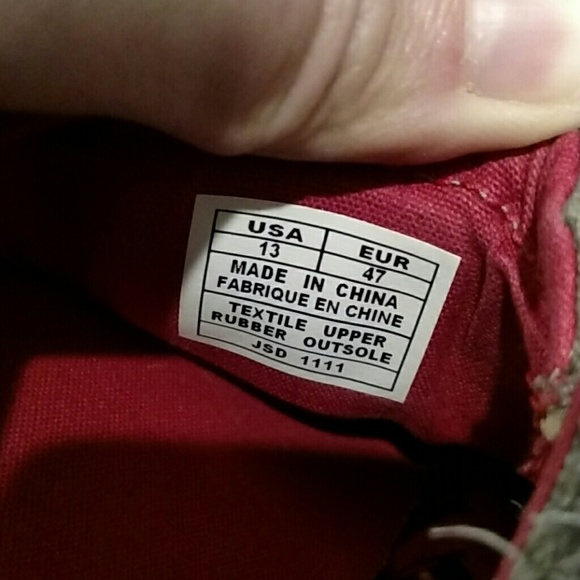 USA EUR
13 47
MADE IN CHINA
FABRIQUE EN CHINE
TEXTILE UPPER
RUBBER OUTSOLE
JSD 1111